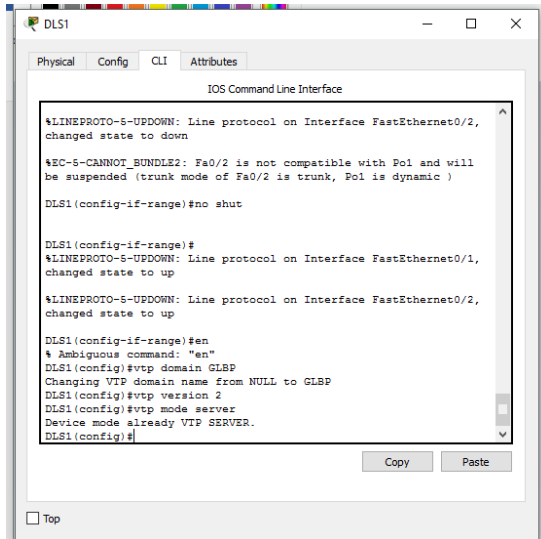 DLS1
Physical Config CLI Attributes
IOS Command Line Interface
%LINEPROTO-5-UPDOWN: Line protocol on Interface FastEthernet0/2,
changed state to down
%EC-5-CANNOT_BUNDLE2: Fa0/2 is not compatible with Po1 and will
be suspended (trunk mode of Fa0/2 is trunk, Po1 is dynamic )
DLS1(config-if-range)#no shut
DLS1(config-if-range)#
%LINEPROTO-5-UPDOWN: Line protocol on Interface FastEthernet0/1,
changed state to up
%LINEPROTO-5-UPDOWN: Line protocol on Interface FastEthernet0/2,
changed state to up
DLS1(config-if-range)#en
% Ambiguous command: "en"
DLS1(config)#vtp domain GLBP
Changing VTP domain name from NULL to GLBP
DLS1(config)#vtp version 2
DLS1(config)#vtp mode server
Device mode already VTP SERVER.
DLS1(config)#
Copy Paste
Top